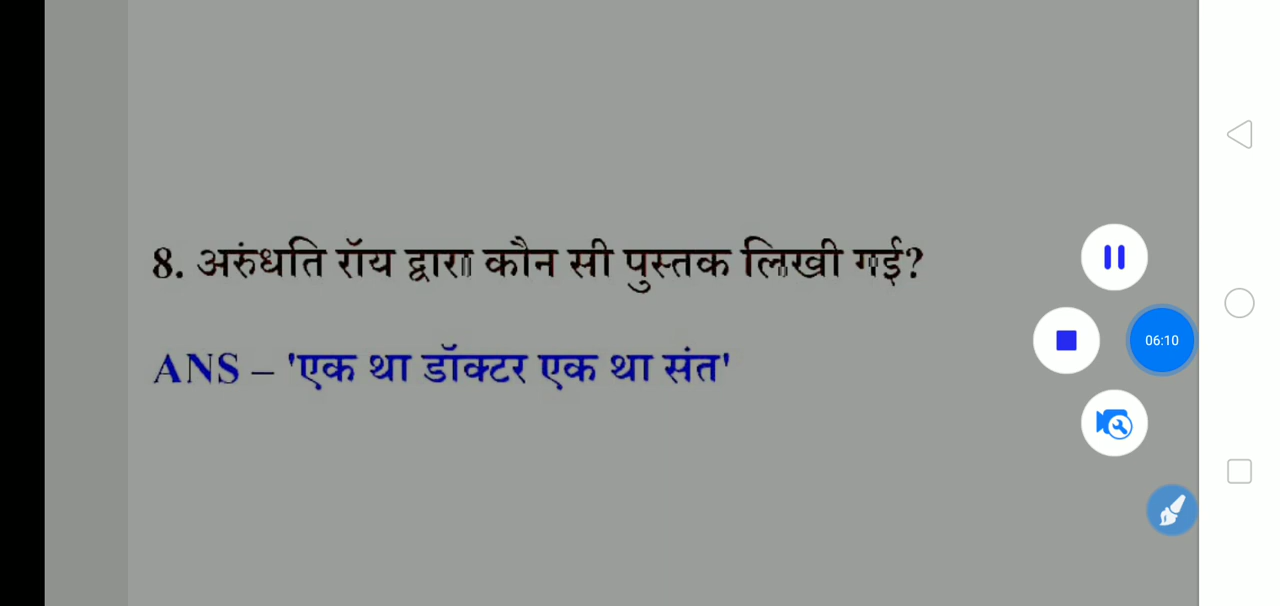 8. अरुंधति रॉय द्वारा कौन सी पुस्तक लिखी गई?
ANS – 'एक था डॉक्टर एक था संत'
06:10